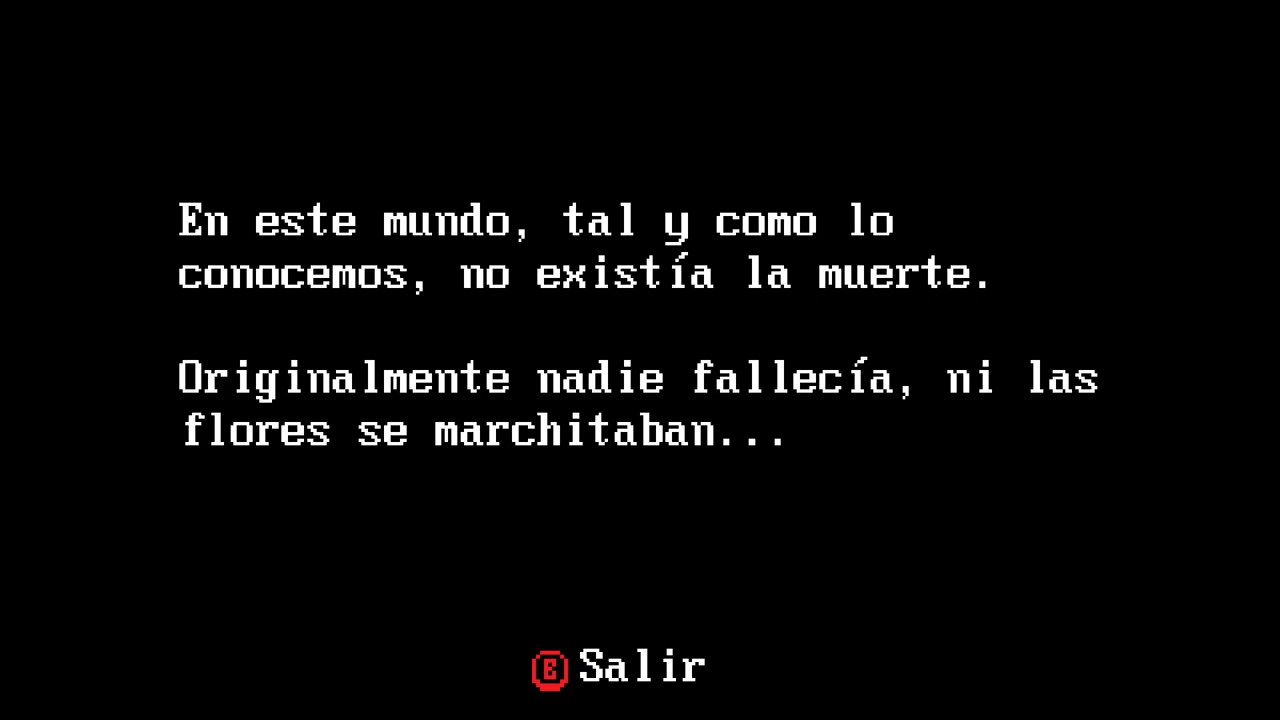 En este mundo, tal y como lo
conocemos, no existía la muerte.
Originalmente nadie fallecía, ni las
flores se marchitaban...
E Salir